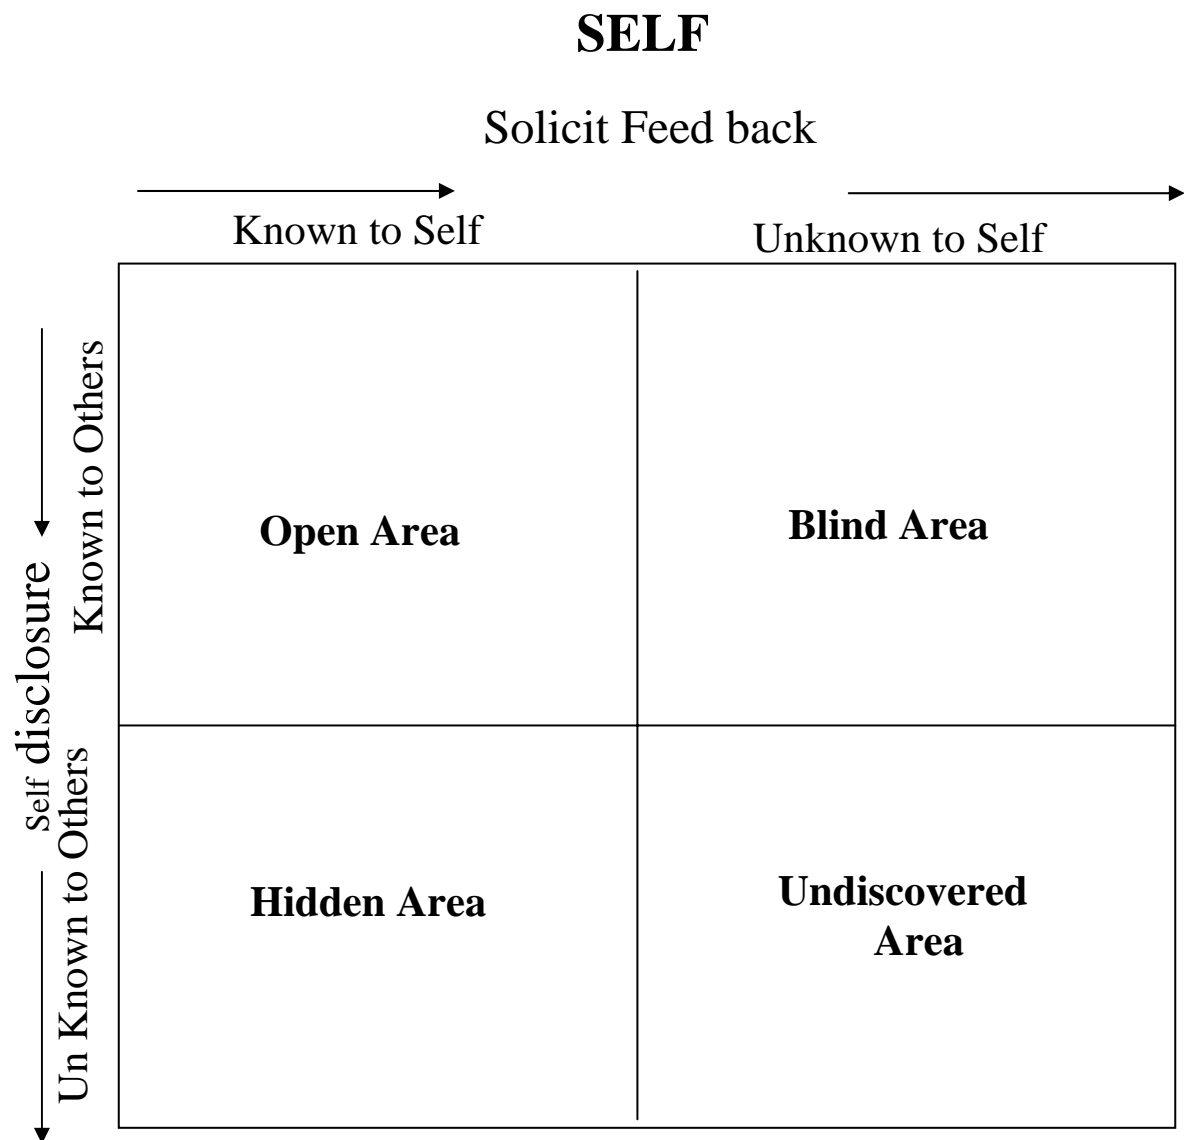 SELF
Solicit Feed back
Known to Self
Unknown to Self
Known to Others
Self disclosure
Un Known to Others
Open Area
Blind Area
Hidden Area
Undiscovered
Area